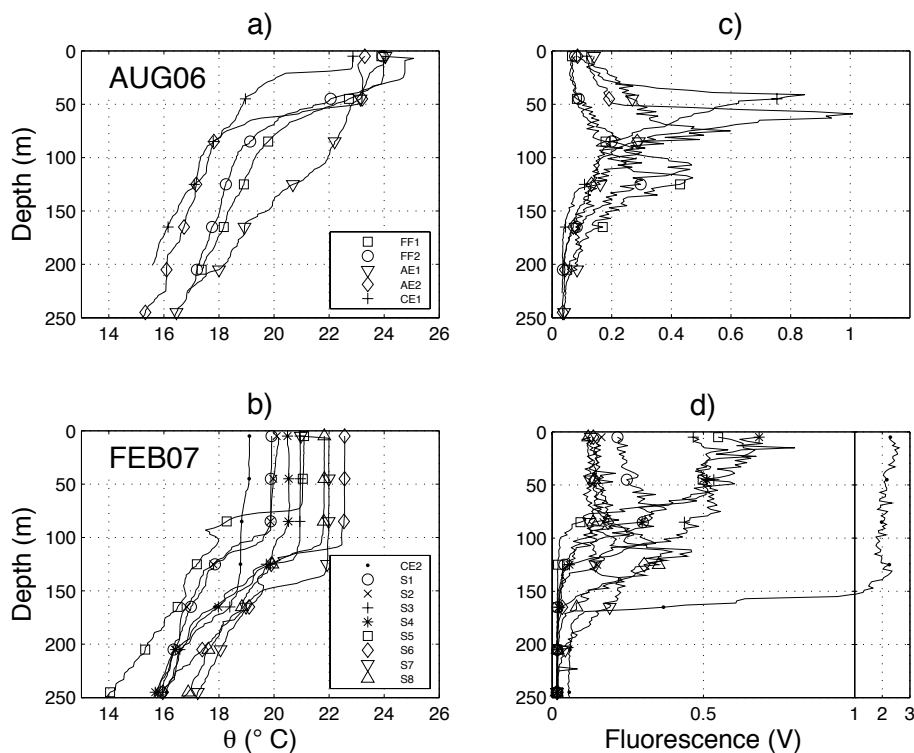 a)
c)
AUG06
Depth (m)
0
50
100
150
200
250
14 16 18 20 22 24 26
FF1
FF2
AE1
AE2
CE1
Depth (m)
0
50
100
150
200
250
0 0.2 0.4 0.6 0.8 1
b)
d)
FEB07
Depth (m)
0
50
100
150
200
250
14 16 18 20 22 24 26
θ (° C)
CE2
S1
S2
S3
S4
S5
S6
S7
S8
Depth (m)
0
50
100
150
200
250
0 0.5 1 2 3
Fluorescence (V)